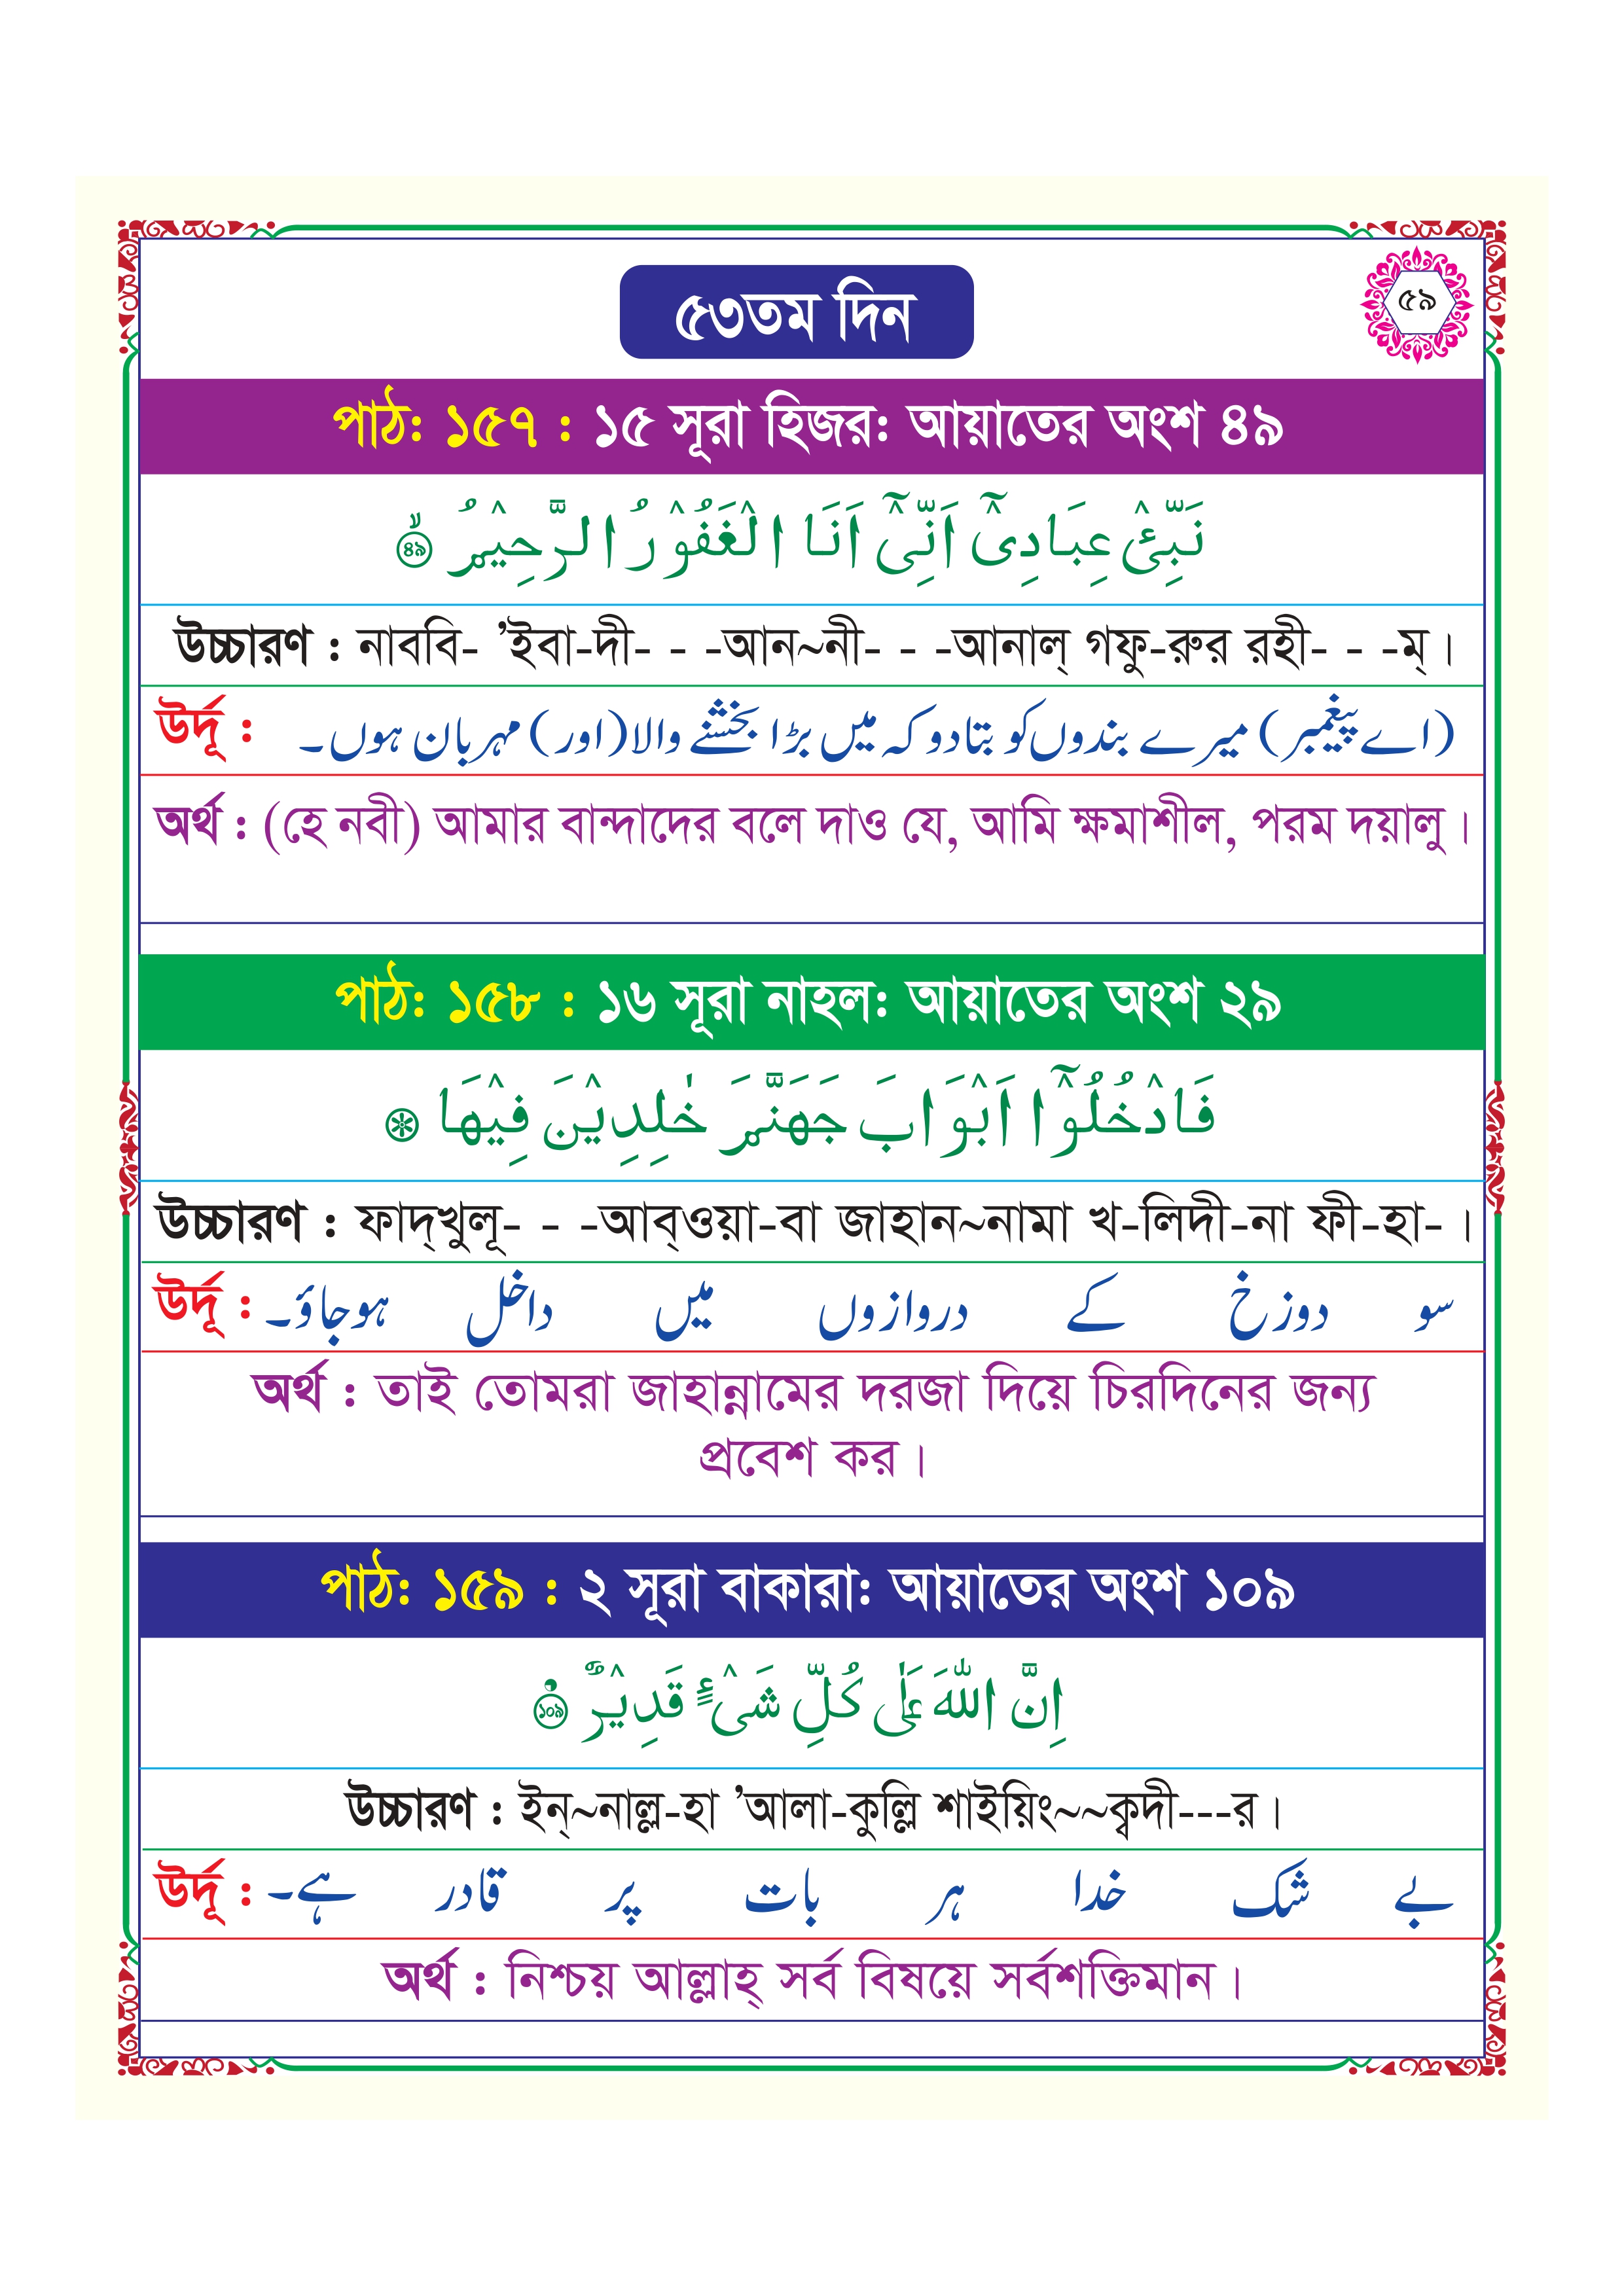 ৫৩তম দিন
৫৯
পাঠ: ১৫৭ : ১৫ সূরা হিজর: আয়াতের অংশ ৪৯
نَبِّئْ عِبَادِیْۤ اَنِّیْۤ اَنَا الْغَفُوْرُ الرَّحِیْمُ ۙ ৪৯
উচ্চারণ : নাববি- ’ইবা-দী- - -আন~নী- - -আনাল্ গফু-রুর রহী- - -ম্।
উর্দূ : (اے پیغمبر) میرے بندوں کو بتادو کہ میں بڑا بخشنے والا (اور) مہربان ہوں۔
অর্থ : (হে নবী) আমার বান্দাদের বলে দাও যে, আমি ক্ষমাশীল, পরম দয়ালু।
পাঠ: ১৫৮ : ১৬ সূরা নাহল: আয়াতের অংশ ২৯
فَادْخُلُوْۤا اَبْوَابَ جَهَنَّمَ خٰلِدِیْنَ فِیْهَا
উচ্চারণ : ফাদ্খুলূ- - -আব্ওয়া-বা জাহান~নামা খ-লিদী-না ফী-হা-।
উর্দূ : سو دوزخ کے دروازوں میں داخل ہوجاؤ۔
অর্থ : তাই তোমরা জাহান্নামের দরজা দিয়ে চিরদিনের জন্য
প্রবেশ কর।
পাঠ: ১৫৯ : ২ সূরা বাকারা: আয়াতের অংশ ১০৯
اِنَّ اللّٰهَ عَلٰی كُلِّ شَیْءٍ قَدِیْرٌ ১০৯
উচ্চারণ : ইন্~নাল্ল-হা ’আলা-কুল্লি শাইয়িং~~ক্বদী---র।
উর্দূ : بے شک خدا ہر بات پر قادر ہے۔
অর্থ : নিশ্চয় আল্লাহ্ সর্ব বিষয়ে সর্বশক্তিমান।